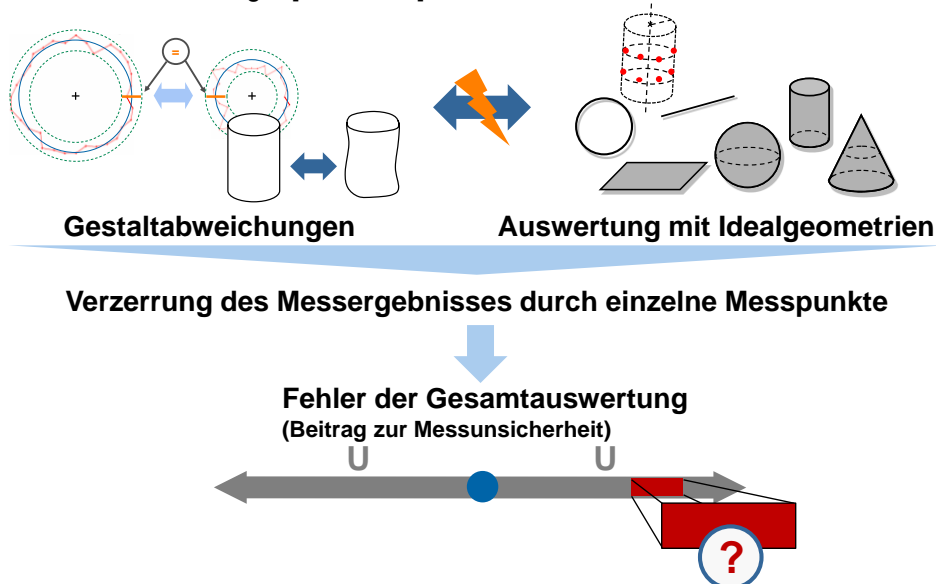 =
+
+
Gestaltabweichungen
Auswertung mit Idealgeometrien
Verzerrung des Messergebnisses durch einzelne Messpunkte
Fehler der Gesamtauswertung
(Beitrag zur Messunsicherheit)
U
U
?